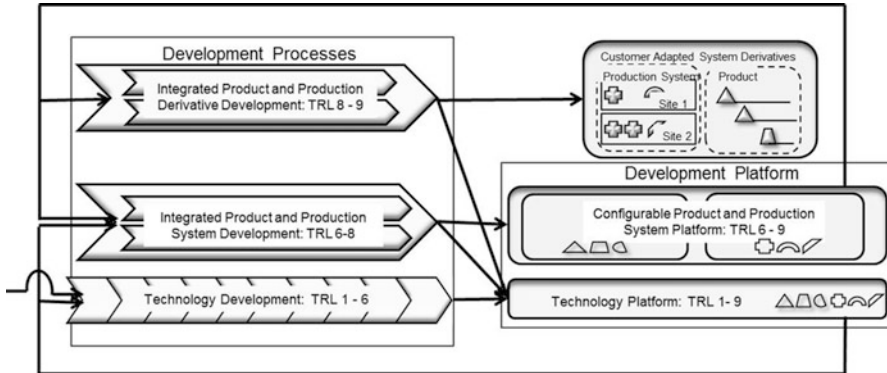 Development Processes
Integrated Product and Production
Derivative Development: TRL 8 - 9
Integrated Product and Production
System Development: TRL 6-8
Technology Development: TRL 1 - 6
Customer Adapted System Derivatives
Production System
Site 1
Site 2
Product
Development Platform
Configurable Product and Production
System Platform: TRL 6 - 9
Technology Platform: TRL 1- 9